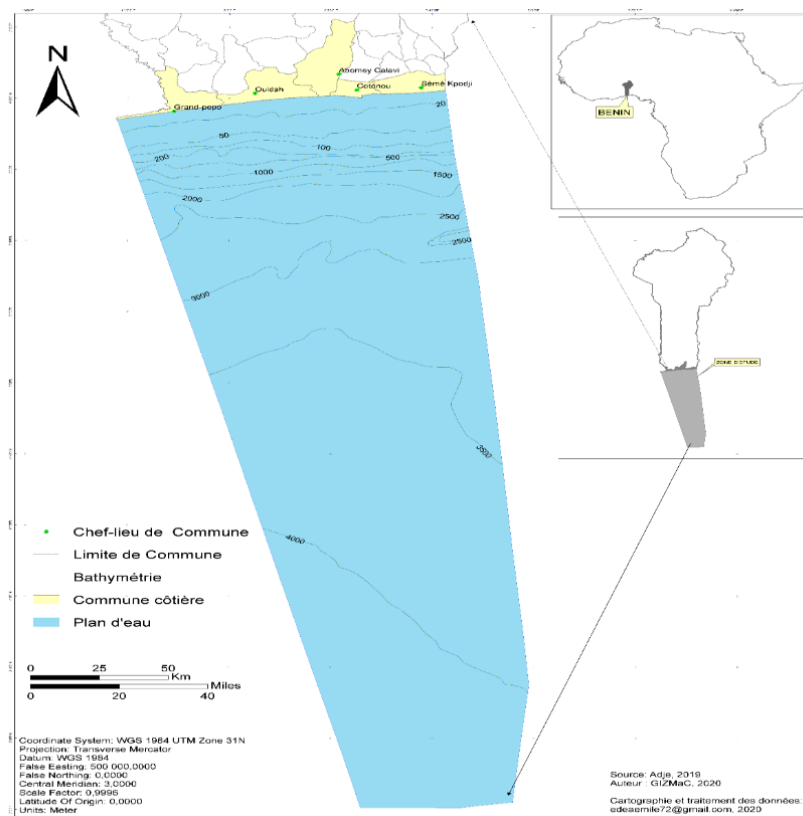 N
Abomey Calavi
Ouidah
Cotonou
Sèmè Kpodji
Grand-popo
20
50
100
200
500
1000
1500
2000
2500
2500
3000
3500
4000
BENIN
ZONE D'ETUDE
Chef-lieu de Commune
Limite de Commune
Bathymétrie
Commune côtière
Plan d'eau
0 25 50
Km
Miles
0 20 40
Coordinate System: WGS 1984 UTM Zone 31N
Projection: Transverse Mercator
Datum: WGS 1984
False Easting: 500 000,0000
False Northing: 0,0000
Central Meridian: 3,0000
Scale Factor: 0,9996
Latitude Of Origin: 0,0000
Units: Meter
Source: Adje, 2019
Auteur : GIZMaC, 2020
Cartographie et traitement des données:
edeaemile72@gmail.com, 2020